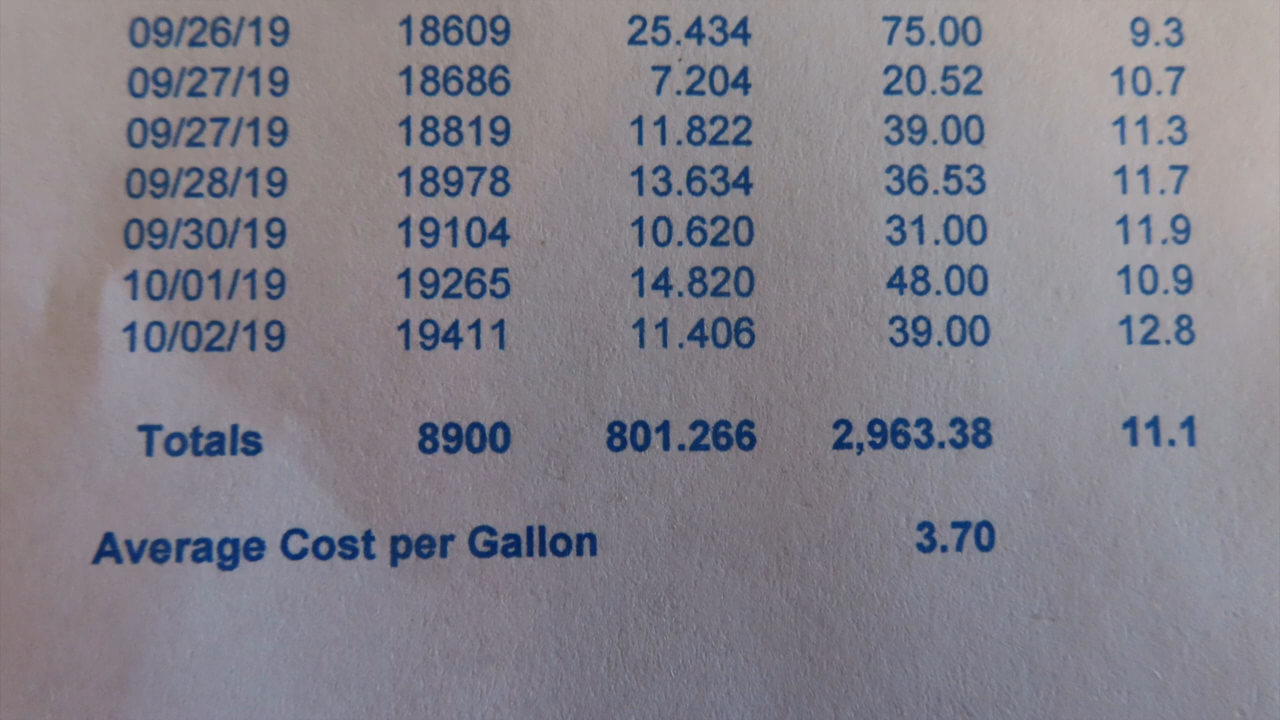 09/26/19 18609 25.434 75.00 9.3
09/27/19 18686 7.204 20.52 10.7
09/27/19 18819 11.822 39.00 11.3
09/28/19 18978 13.634 36.53 11.7
09/30/19 19104 10.620 31.00 11.9
10/01/19 19265 14.820 48.00 10.9
10/02/19 19411 11.406 39.00 12.8
Totals 8900 801.266 2,963.38 11.1
Average Cost per Gallon 3.70